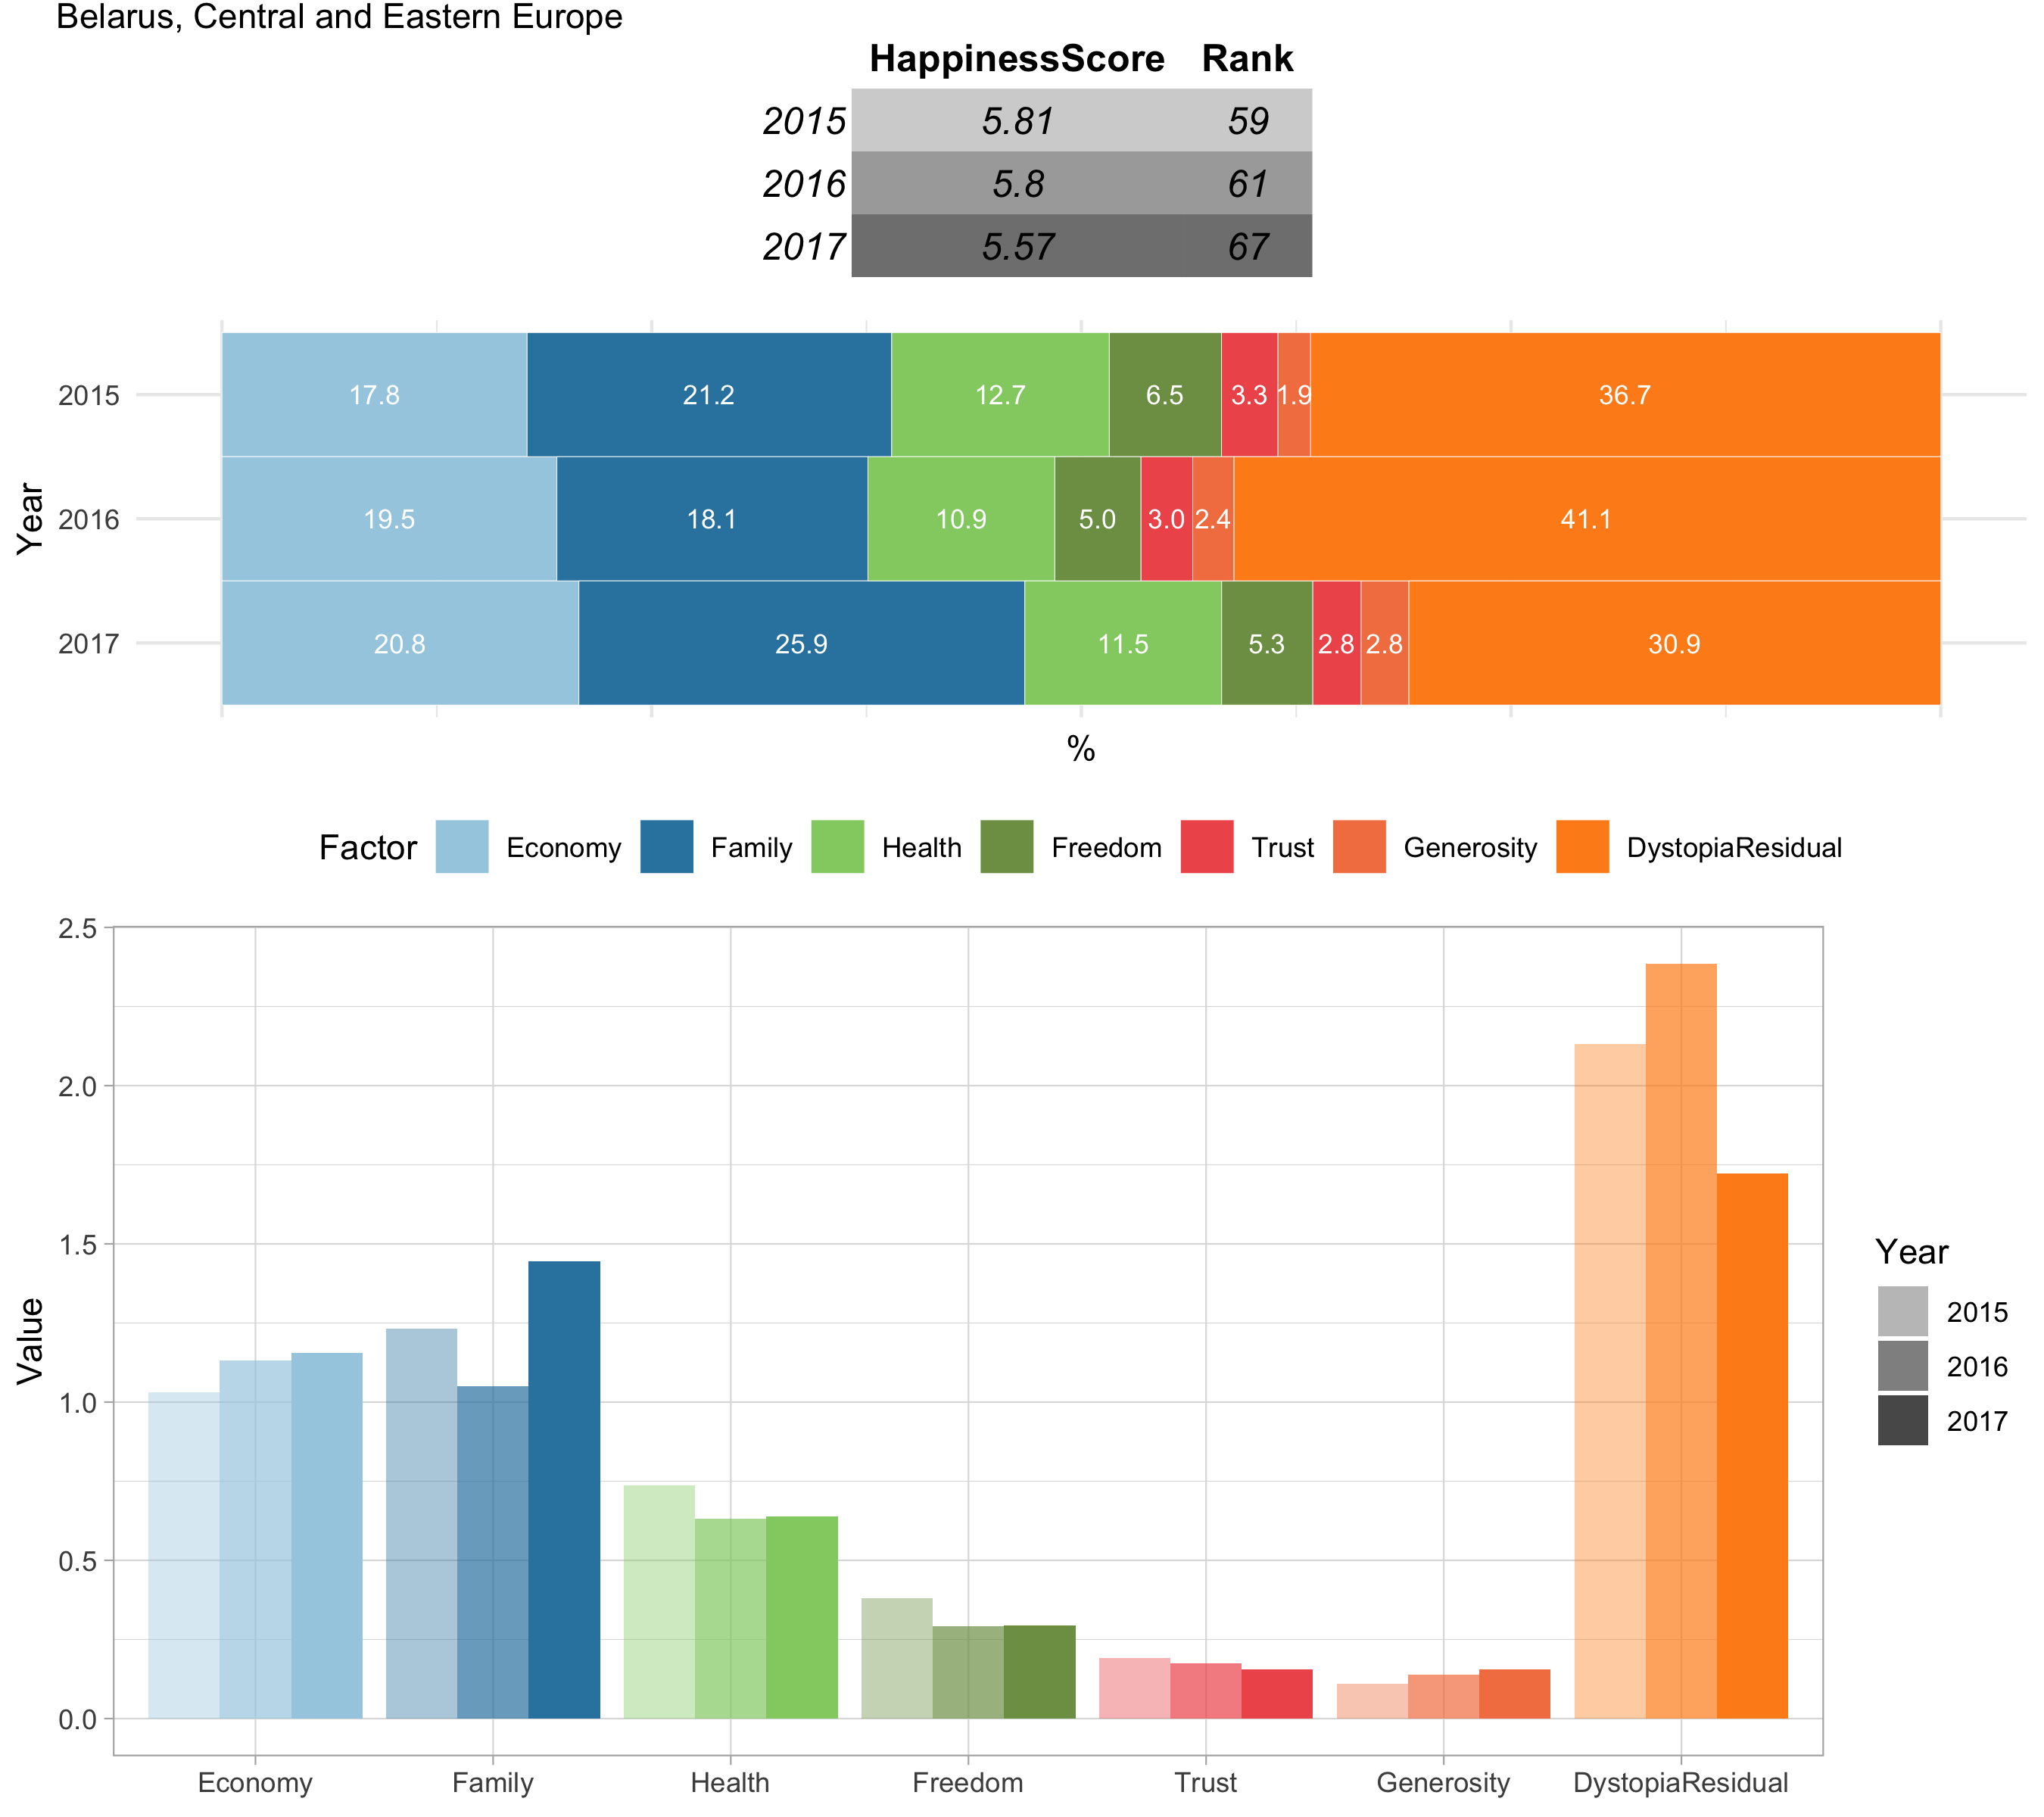 Belarus, Central and Eastern Europe
HappinessScore Rank
2015 5.81 59
2016 5.8 61
2017 5.57 67
2015 17.8 21.2 12.7 6.5 3.3 1.9 36.7
2016 19.5 18.1 10.9 5.0 3.0 2.4 41.1
2017 20.8 25.9 11.5 5.3 2.8 2.8 30.9
Year
%
Factor Economy Family Health Freedom Trust Generosity DystopiaResidual
2.5
2.0
1.5
1.0
0.5
0.0
Value
Economy Family Health Freedom Trust Generosity DystopiaResidual
Year
2015
2016
2017